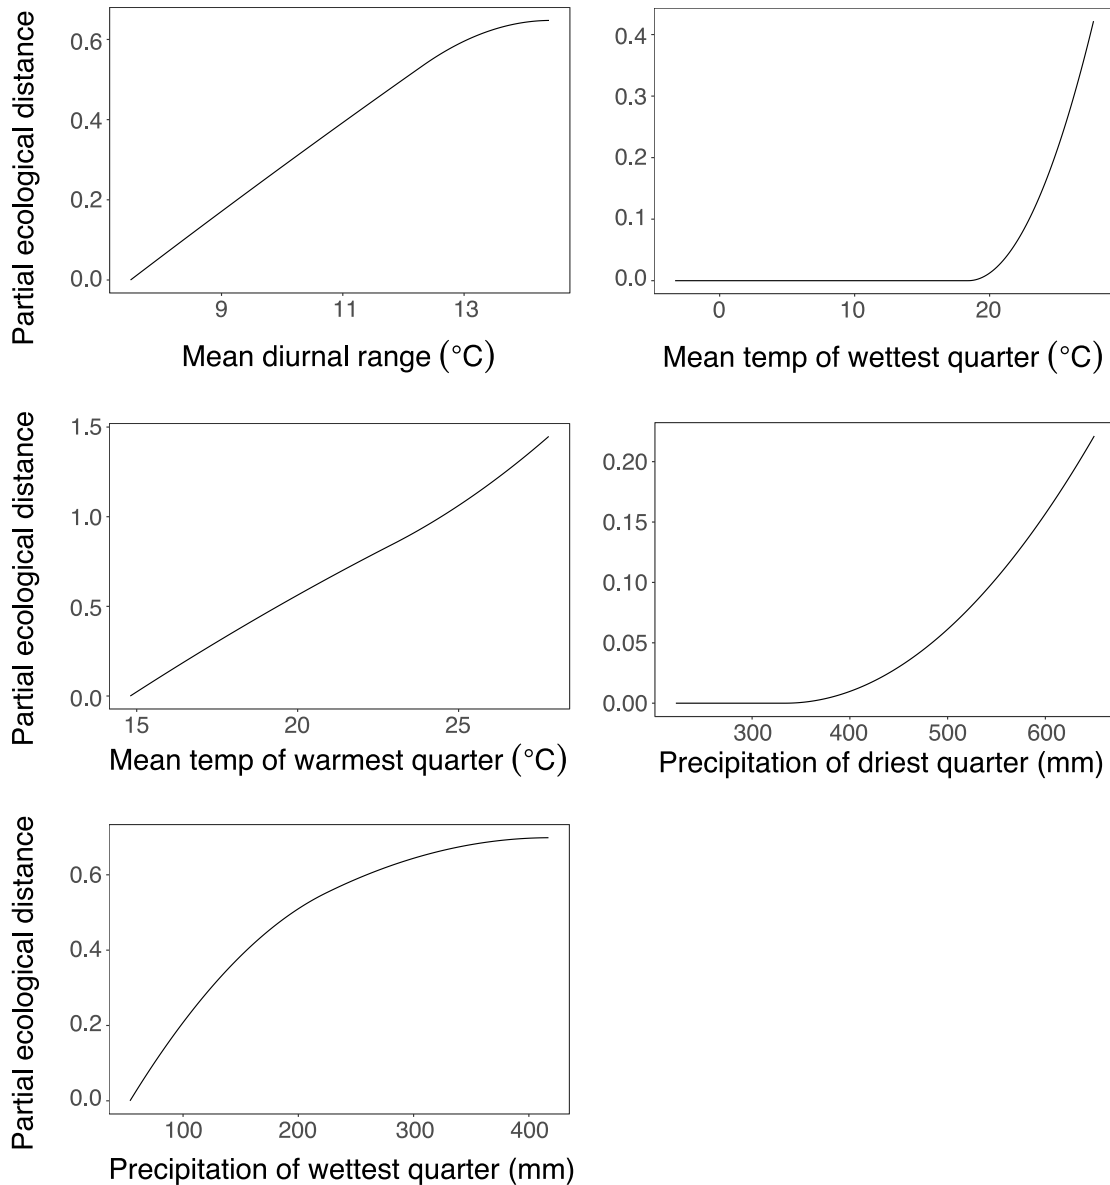 Partial ecological distance
0.6
0.4
0.2
0.0
9 11 13
Mean diurnal range (°C)
0.4
0.3
0.2
0.1
0.0
0 10 20
Mean temp of wettest quarter (°C)
Partial ecological distance
1.5
1.0
0.5
0.0
15 20 25
Mean temp of warmest quarter (°C)
0.20
0.15
0.10
0.05
0.00
300 400 500 600
Precipitation of driest quarter (mm)
Partial ecological distance
0.6
0.4
0.2
0.0
100 200 300 400
Precipitation of wettest quarter (mm)